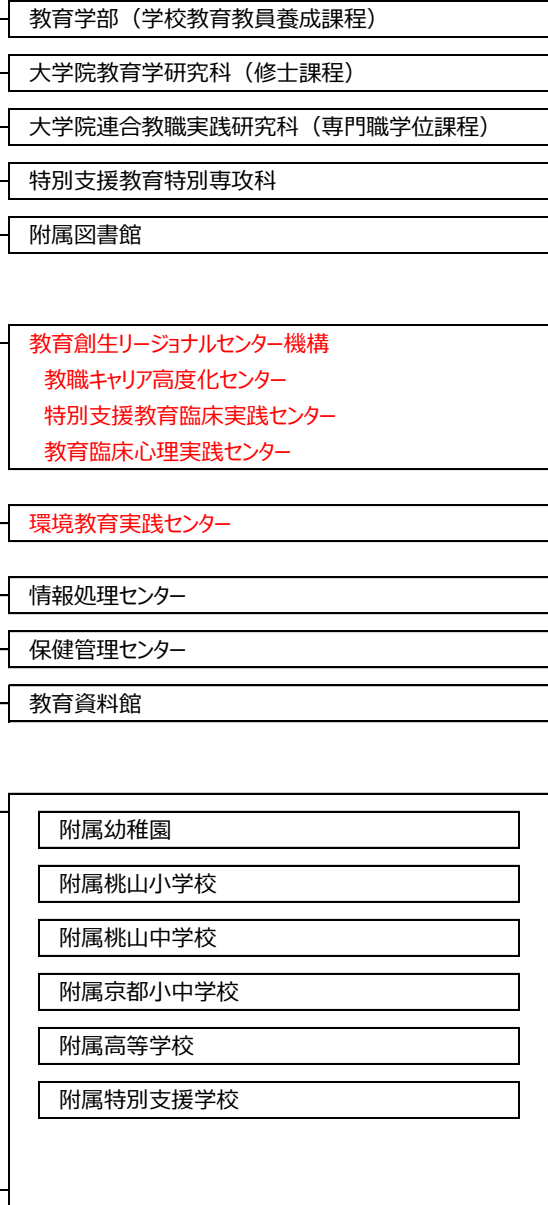 教育学部（学校教育教員養成課程）
大学院教育学研究科（修士課程）
大学院連合教職実践研究科（専門職学位課程）
特別支援教育特別専攻科
附属図書館
教育創生リージョナルセンター機構
教職キャリア高度化センター
特別支援教育臨床実践センター
教育臨床心理実践センター
環境教育実践センター
情報処理センター
保健管理センター
教育資料館
附属幼稚園
附属桃山小学校
附属桃山中学校
附属京都小中学校
附属高等学校
附属特別支援学校